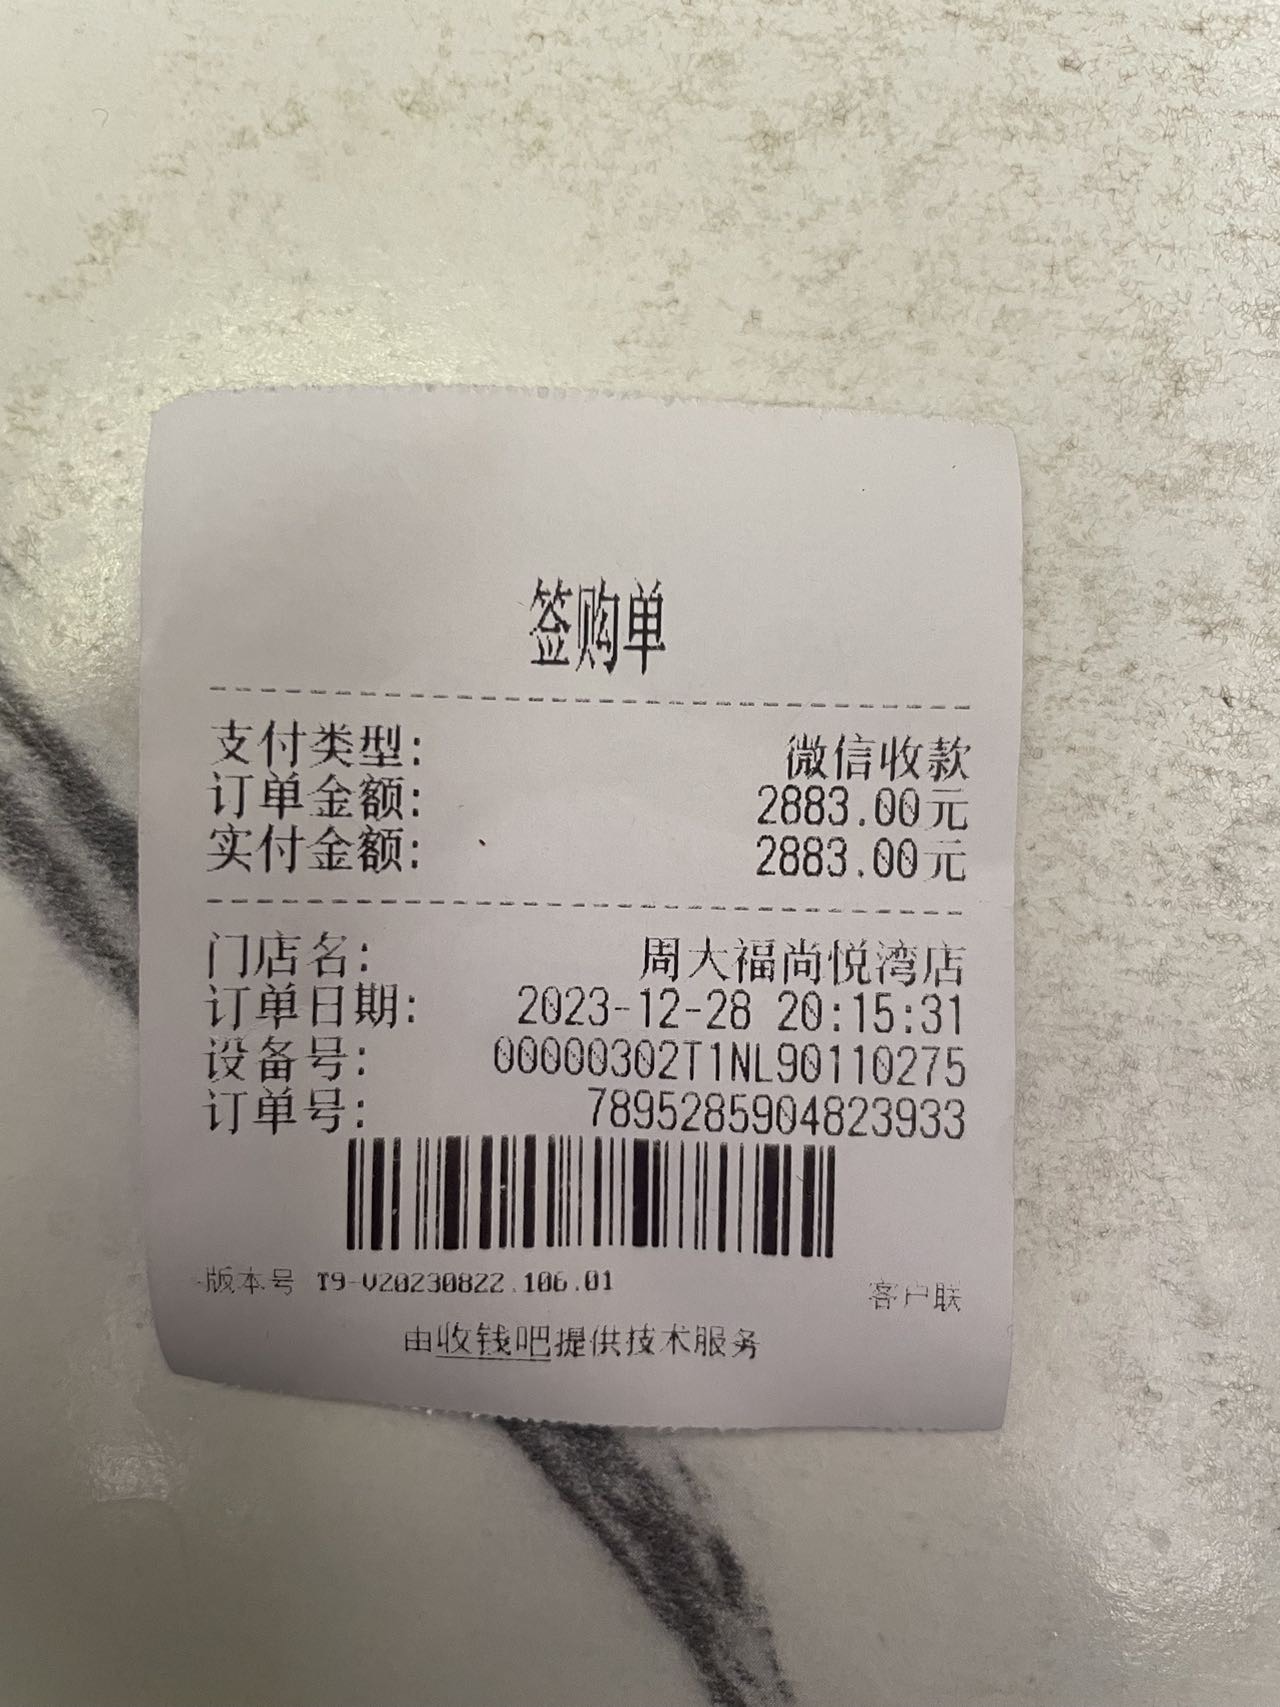 签购单
支付类型: 微信收款
订单金额: 2883.00元
实付金额: 2883.00元
门店名: 周大福尚悦湾店
订单日期: 2023-12-28 20:15:31
设备号: 00000302T1NL90110275
订单号: 7895285904823933
版本号 T9-V20230822.106.01
客户联
由收钱吧提供技术服务